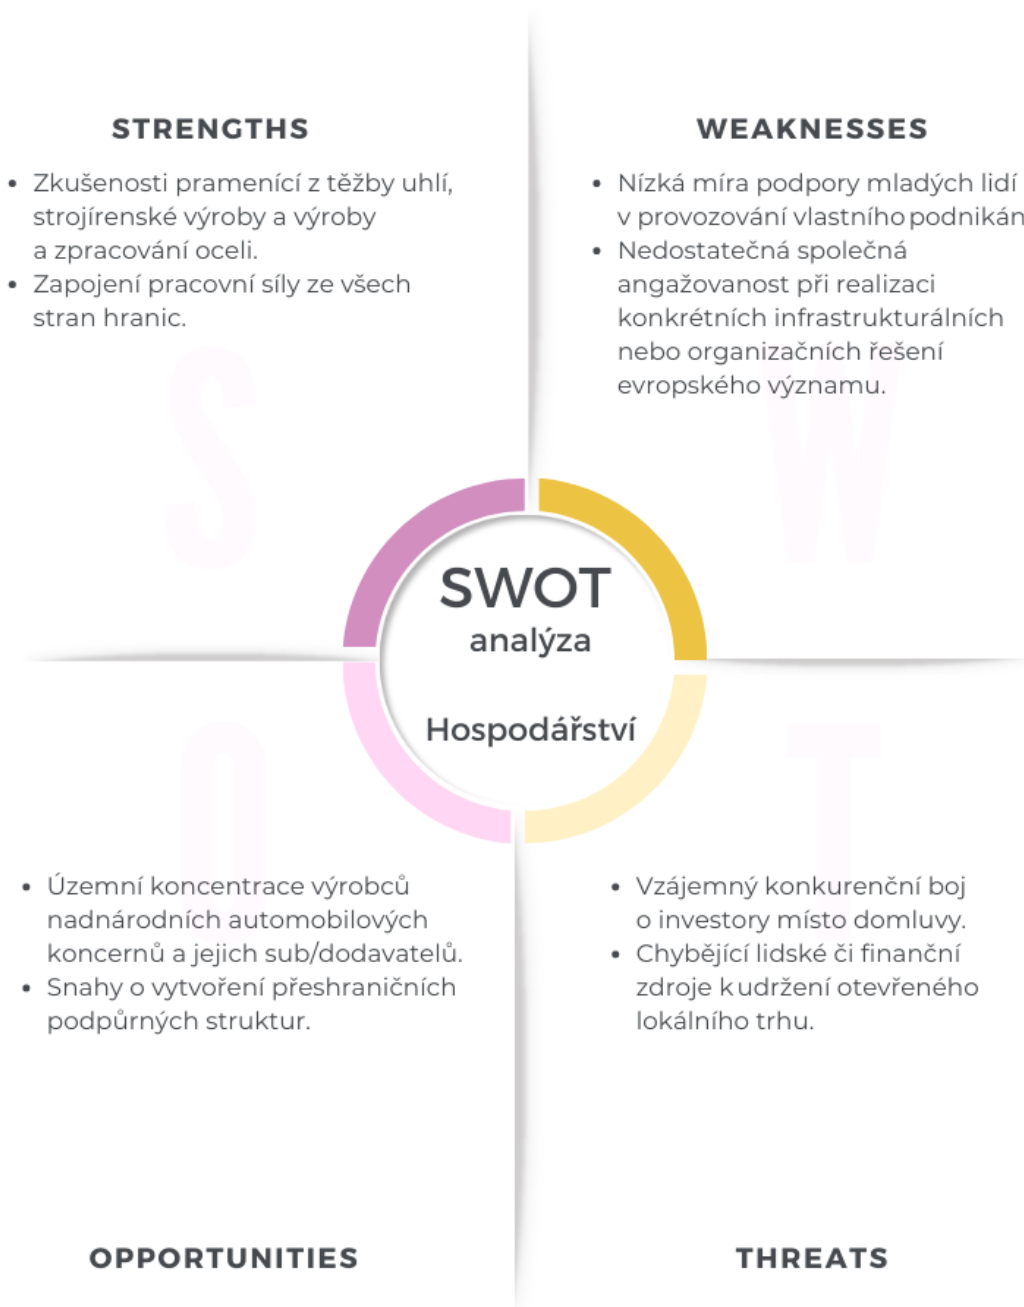 STRENGTHS
• Zkušenosti pramenící z těžby uhlí,
strojírenské výroby a výroby
a zpracování oceli.
• Zapojení pracovní síly ze všech
stran hranic.
S
WEAKNESSES
• Nízká míra podpory mladých lidí
v provozování vlastního podnikán
• Nedostatečná společná
angažovanost při realizaci
konkrétních infrastrukturálních
nebo organizačních řešení
evropského významu.
W
SWOT
analýza
Hospodářství
O
• Územní koncentrace výrobců
nadnárodních automobilových
koncernů a jejich sub/dodavatelů.
• Snahy o vytvoření přeshraničních
podpůrných struktur.
OPPORTUNITIES
T
• Vzájemný konkurenční boj
o investory místo domluvy.
• Chybějící lidské či finanční
zdroje k udržení otevřeného
lokálního trhu.
THREATS